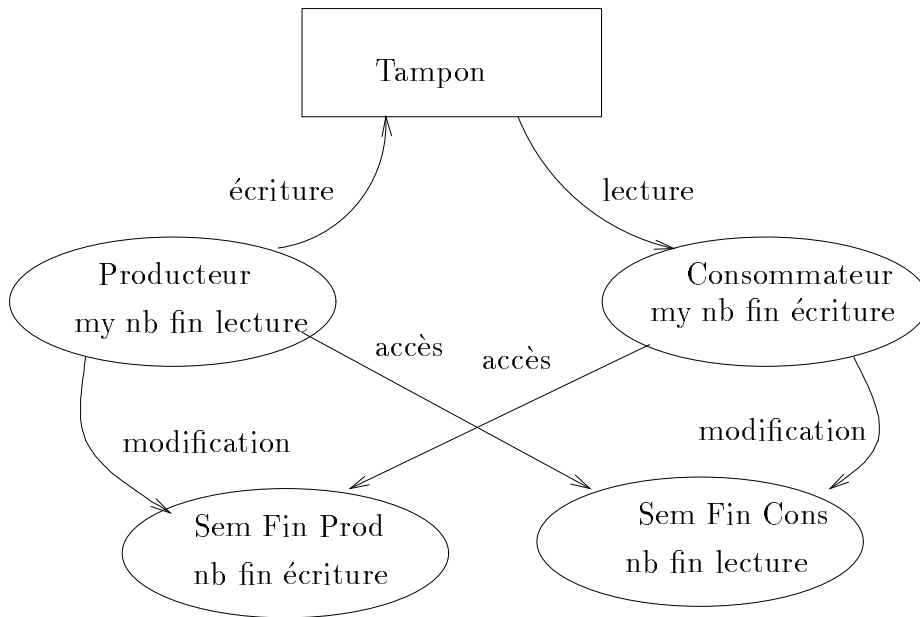 Tampon
écriture
lecture
Producteur
my nb fin lecture
Consommateur
my nb fin écriture
accès
accès
modification
modification
Sem Fin Prod
nb fin écriture
Sem Fin Cons
nb fin lecture